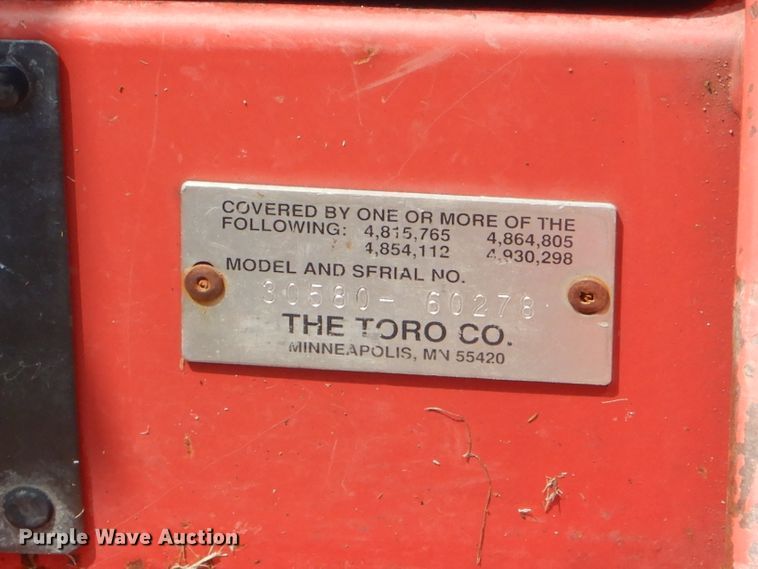 COVERED BY ONE OR MORE OF THE
FOLLOWING: 4,815,765 4,864,805
4,854,112 4,930,298
MODEL AND SERIAL NO.
30580- 60278
THE TORO CO.
MINNEAPOLIS, MN 55420
Purple Wave Auction